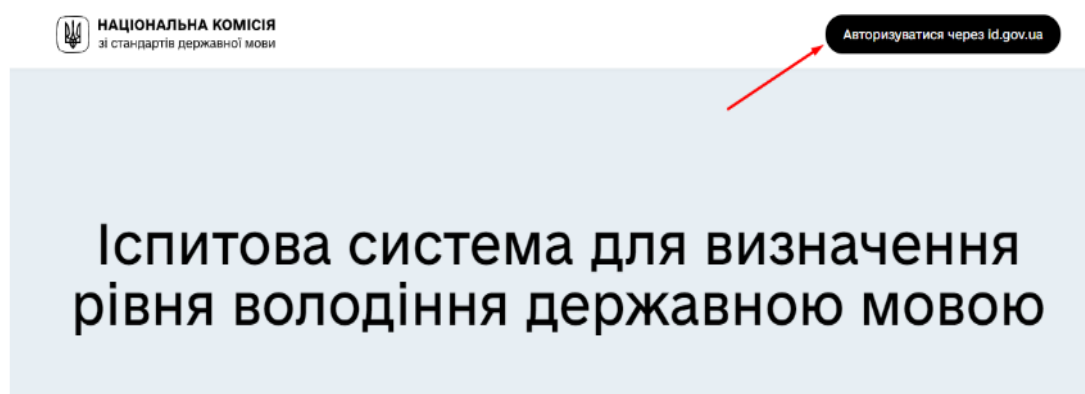 НАЦІОНАЛЬНА КОМІСІЯ
зі стандартів державної мови
Авторизуватися через id.gov.ua
Іспитова система для визначення
рівня володіння державною мовою